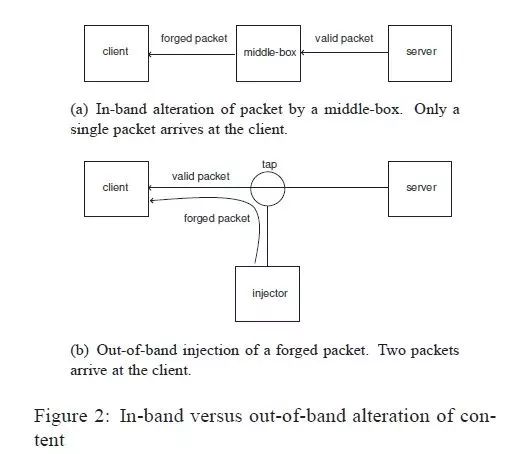 client
forged packet
middle-box
valid packet
server
(a) In-band alteration of packet by a middle-box. Only a
single packet arrives at the client.
client
valid packet
tap
server
forged packet
injector
(b) Out-of-band injection of a forged packet. Two packets
arrive at the client.
Figure 2: In-band versus out-of-band alteration of con-
tent